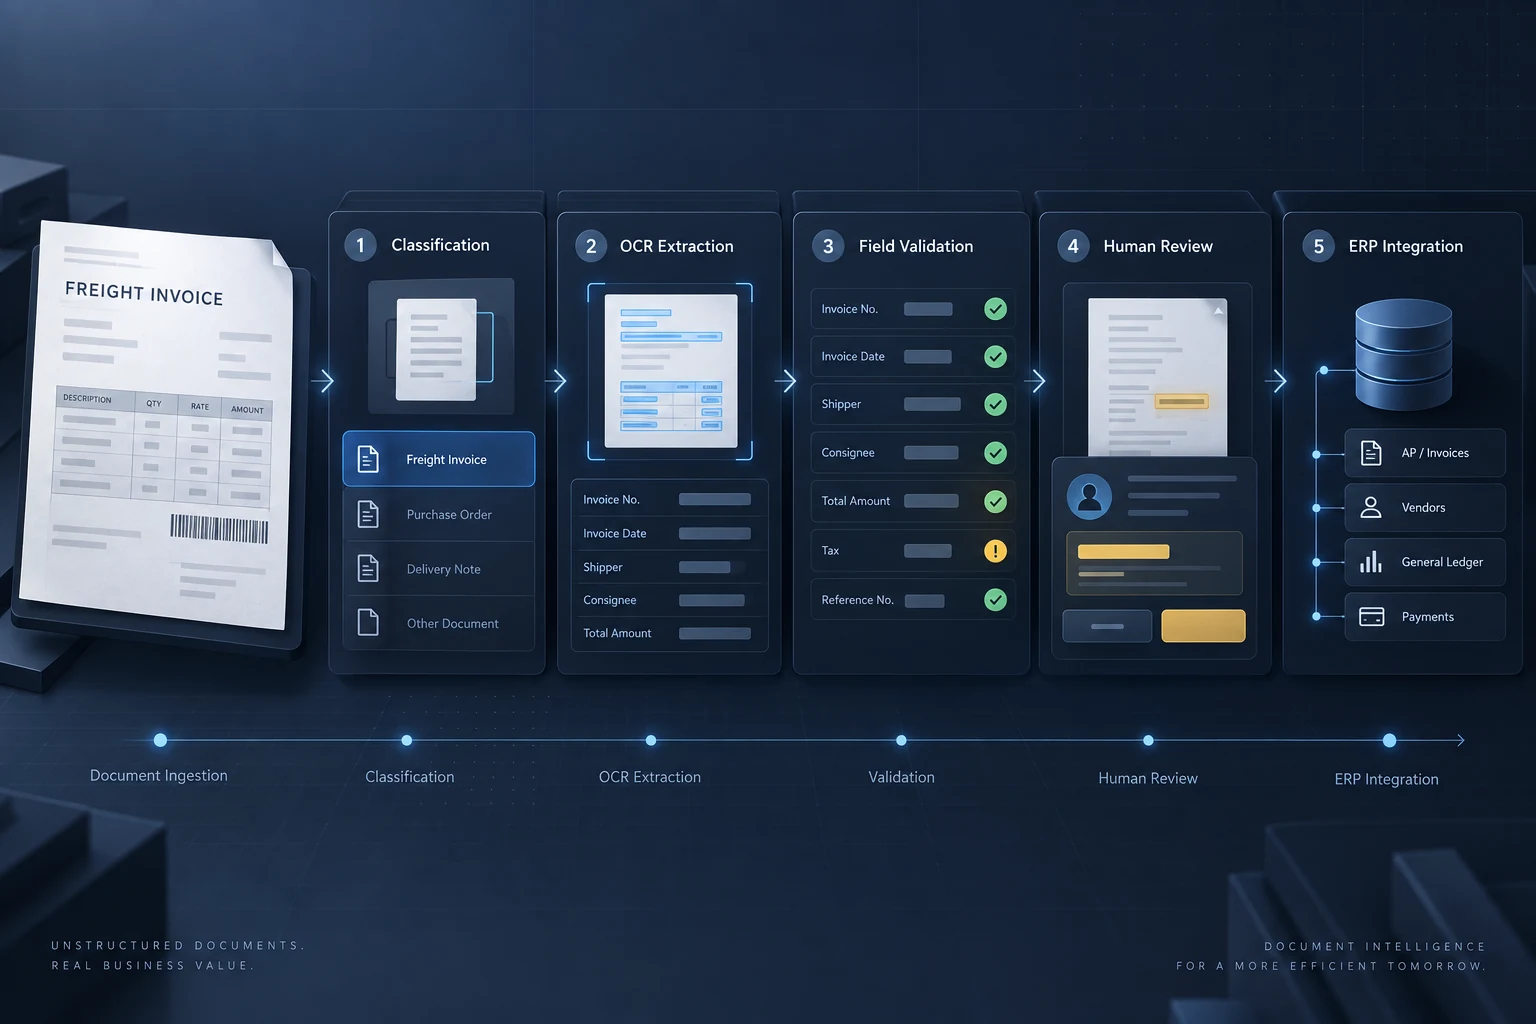 FREIGHT INVOICE
DESCRIPTION QTY RATE AMOUNT
1 Classification
Freight Invoice
Purchase Order
Delivery Note
Other Document
2 OCR Extraction
Invoice No.
Invoice Date
Shipper
Consignee
Total Amount
3 Field Validation
Invoice No.
Invoice Date
Shipper
Consignee
Total Amount
Tax
Reference No.
4 Human Review
5 ERP Integration
AP / Invoices
Vendors
General Ledger
Payments
Document Ingestion
Classification
OCR Extraction
Validation
Human Review
ERP Integration
UNSTRUCTURED DOCUMENTS.
REAL BUSINESS VALUE.
DOCUMENT INTELLIGENCE
FOR A MORE EFFICIENT TOMORROW.